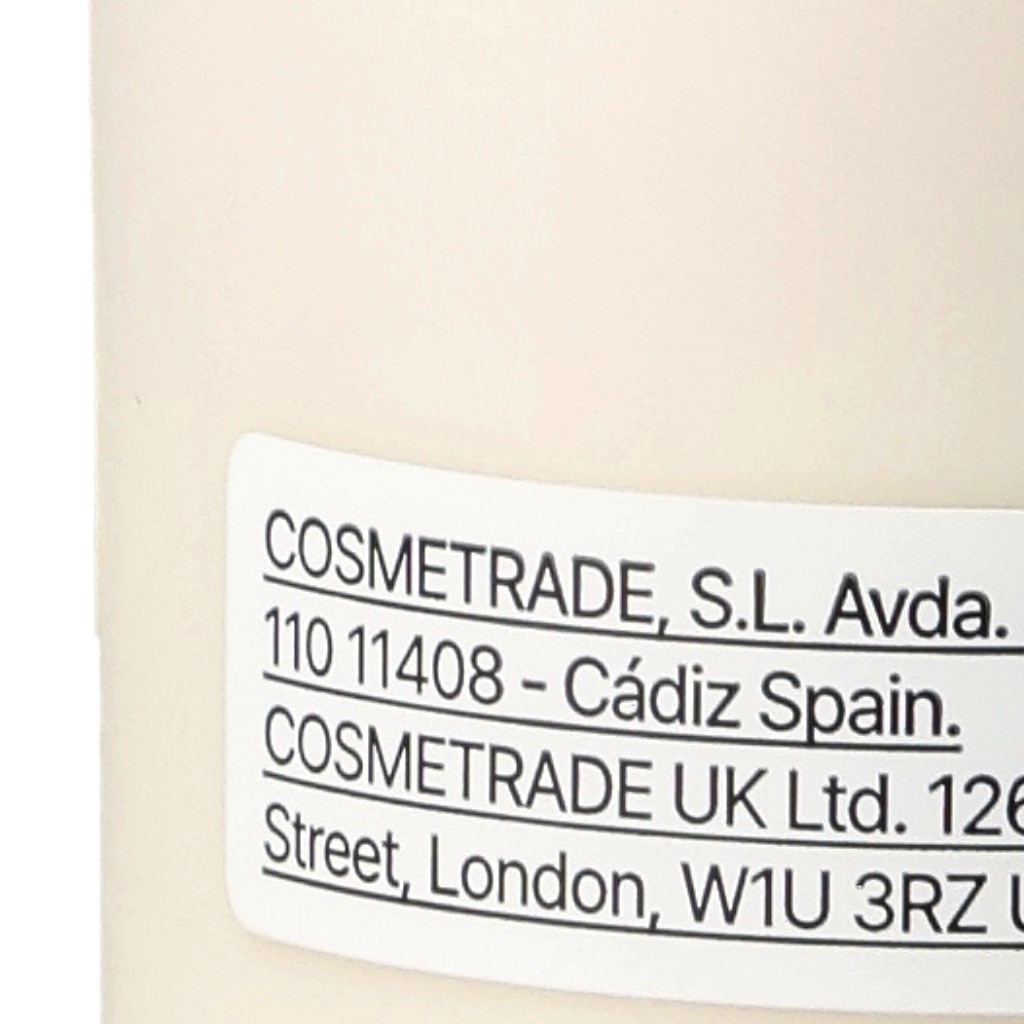 COSMETRADE, S.L. Avda.
110 11408 - Cádiz Spain.
COSMETRADE UK Ltd. 126
Street, London, W1U 3RZ